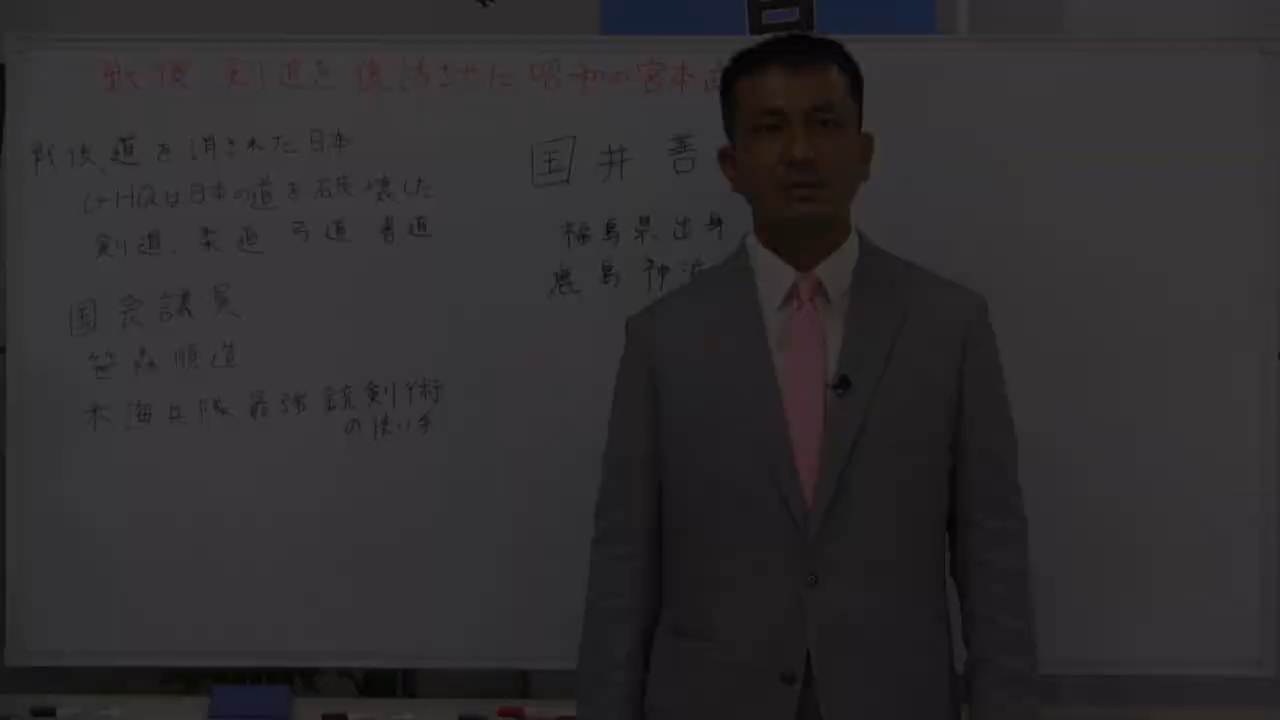 戦後 剣道を復活させた昭和の宮本
戦後道を消された日本
GHQは日本の道を破壊した
剣道、柔道 弓道 書道
国会議員
笹森順造
米海兵隊最強銃剣術
の使い手
国井善
福島県出身
鹿島神流